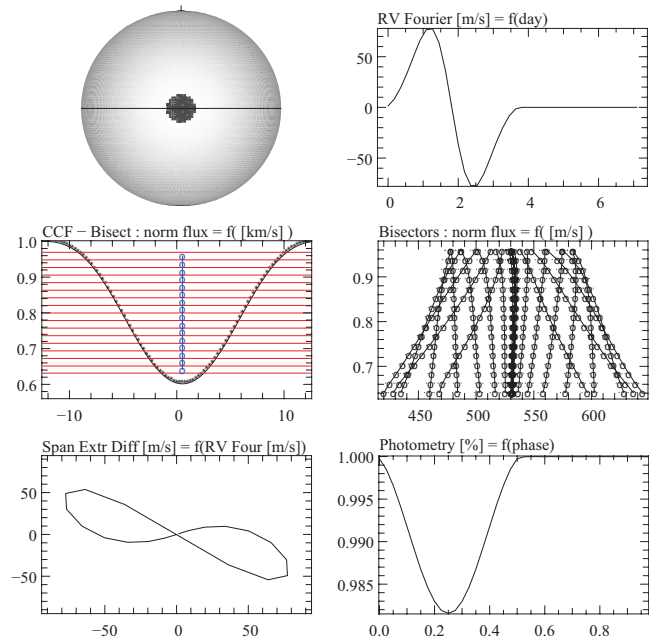 RV Fourier [m/s] = f(day)
50
0
−50
0 2 4 6
CCF − Bisect : norm flux = f( [km/s] )
1.0
0.9
0.8
0.7
0.6
−10 0 10
Bisectors : norm flux = f( [m/s] )
0.9
0.8
0.7
450 500 550 600
Span Extr Diff [m/s] = f(RV Four [m/s])
50
0
−50
−50 0 50
Photometry [%] = f(phase)
1.000
0.995
0.990
0.985
0.0 0.2 0.4 0.6 0.8